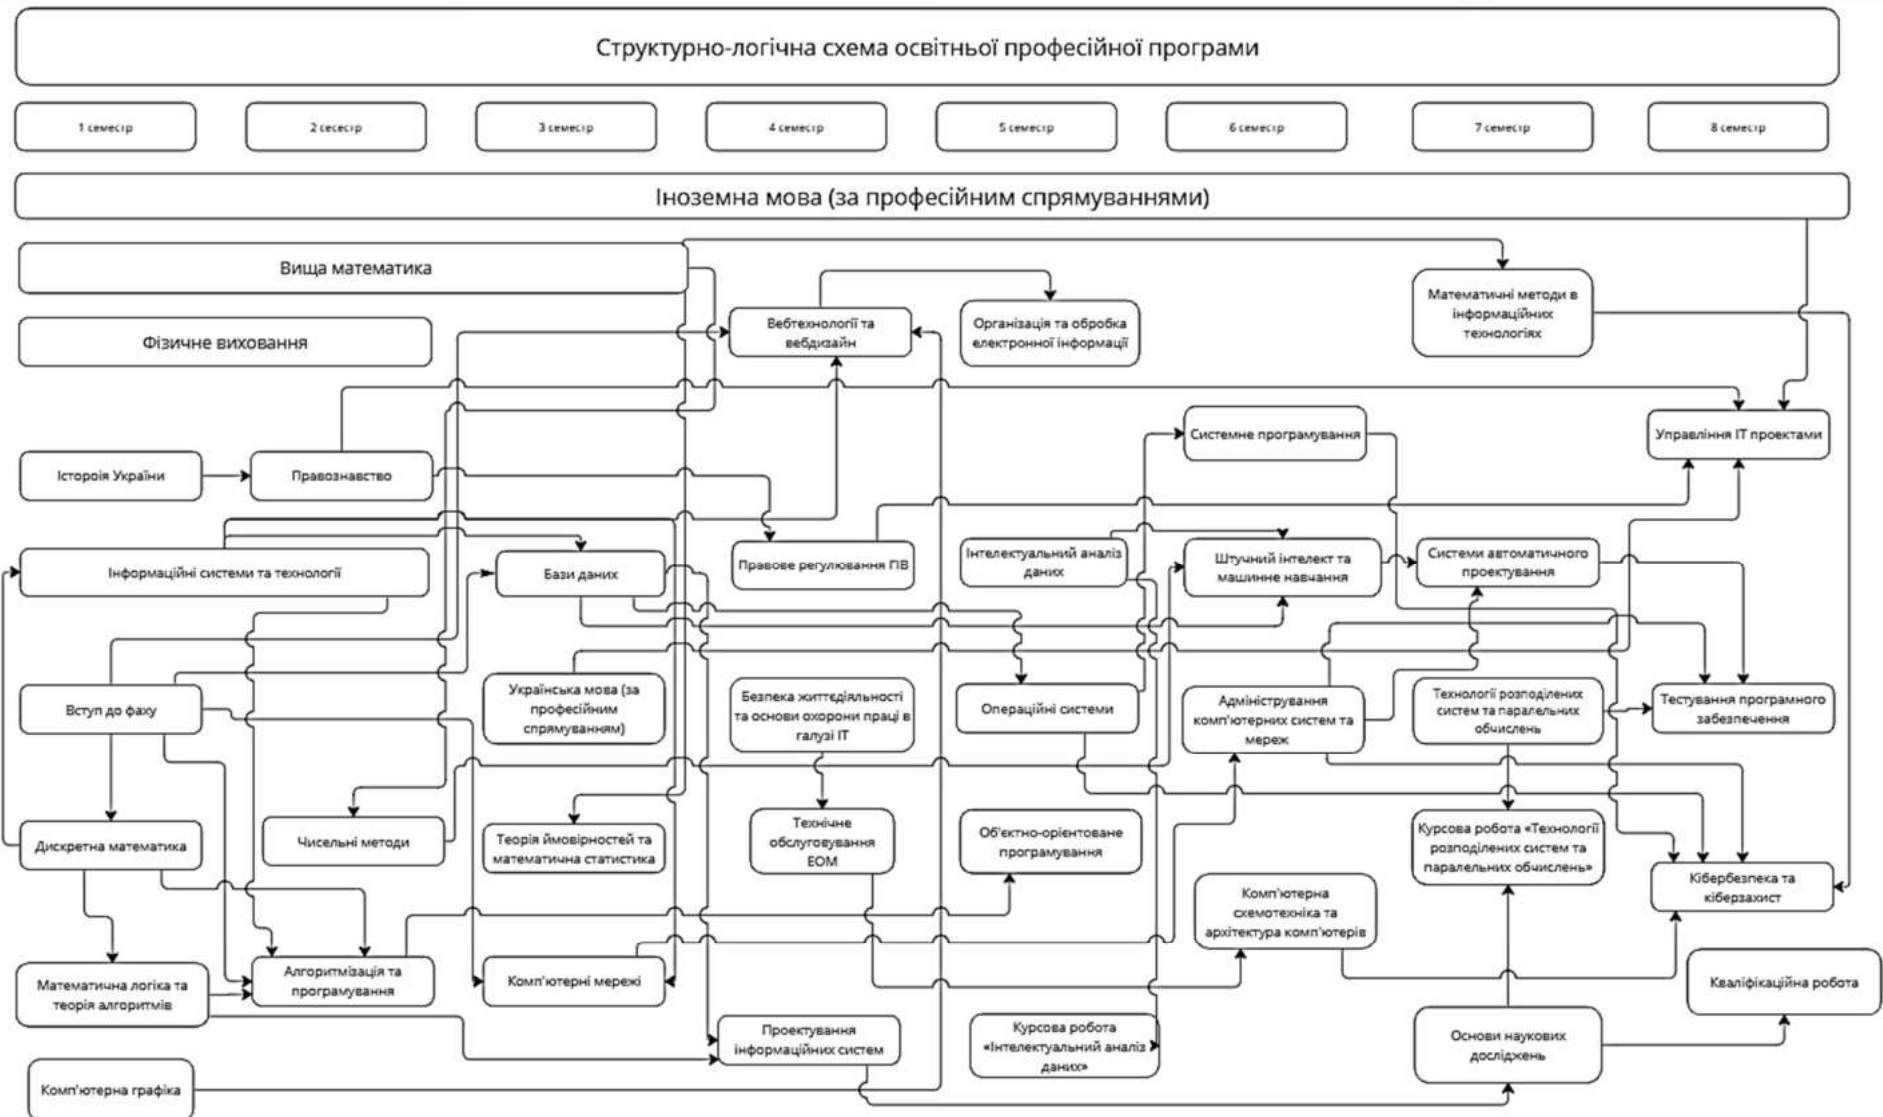 Структурно-логічна схема освітньої професійної програми
1 семестр
2 сесестр
3 семестр
4 семестр
5 семестр
6 семестр
7 семестр
8 семестр
Іноземна мова (за професійним спрямуваннями)
Вища математика
Фізичне виховання
Вебтехнології та
вебдизайн
Організація та обробка
електронної інформації
Математичні методи в
інформаційних
технологіях
Системне програмування
Управління ІТ проектами
Історія України
Правознавство
Інформаційні системи та технології
Бази даних
Правове регулювання ГІВ
Інтелектуальний аналіз
даних
Штучний інтелект та
машинне навчання
Системи автоматичного
проектування
Вступ до фаху
Українська мова (за
професійним
спрямуванням)
Безпека життєдіяльності
та основи охорони праці в
галузі ІТ
Операційні системи
Адміністрування
комп'ютерних систем та
мереж
Технології розподілених
систем та паралельних
обчислень
Тестування програмного
забезпечення
Дискретна математика
Чисельні методи
Теорія ймовірностей та
математична статистика
Технічне
обслуговування
ЕОМ
Об'єктно-орієнтоване
програмування
Курсова робота «Технології
розподілених систем та
паралельних обчислень»
Кібербезпека та
кіберзахист
Комп'ютерна
схемотехніка та
архітектура комп'ютерів
Математична логіка та
теорія алгоритмів
Алгоритмізація та
програмування
Комп'ютерні мережі
Кваліфікаційна робота
Проектування
інформаційних систем
Курсова робота
«Інтелектуальний аналіз
даних»
Основи наукових
досліджень
Комп'ютерна графіка